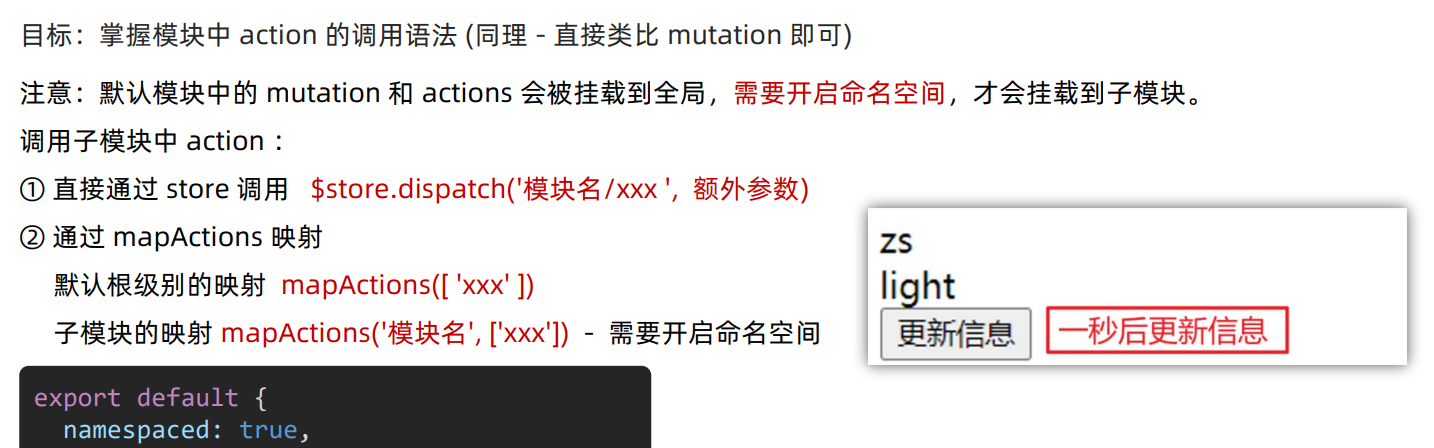 目标：掌握模块中 action 的调用语法 (同理 - 直接类比 mutation 即可)
注意：默认模块中的 mutation 和 actions 会被挂载到全局，需要开启命名空间，才会挂载到子模块。
调用子模块中 action ：
① 直接通过 store 调用 $store.dispatch('模块名/xxx ', 额外参数)
② 通过 mapActions 映射
默认根级别的映射 mapActions([ 'xxx' ])
子模块的映射 mapActions('模块名', ['xxx']) - 需要开启命名空间
zs
light
更新信息 一秒后更新信息
export default {
namespaced: true,